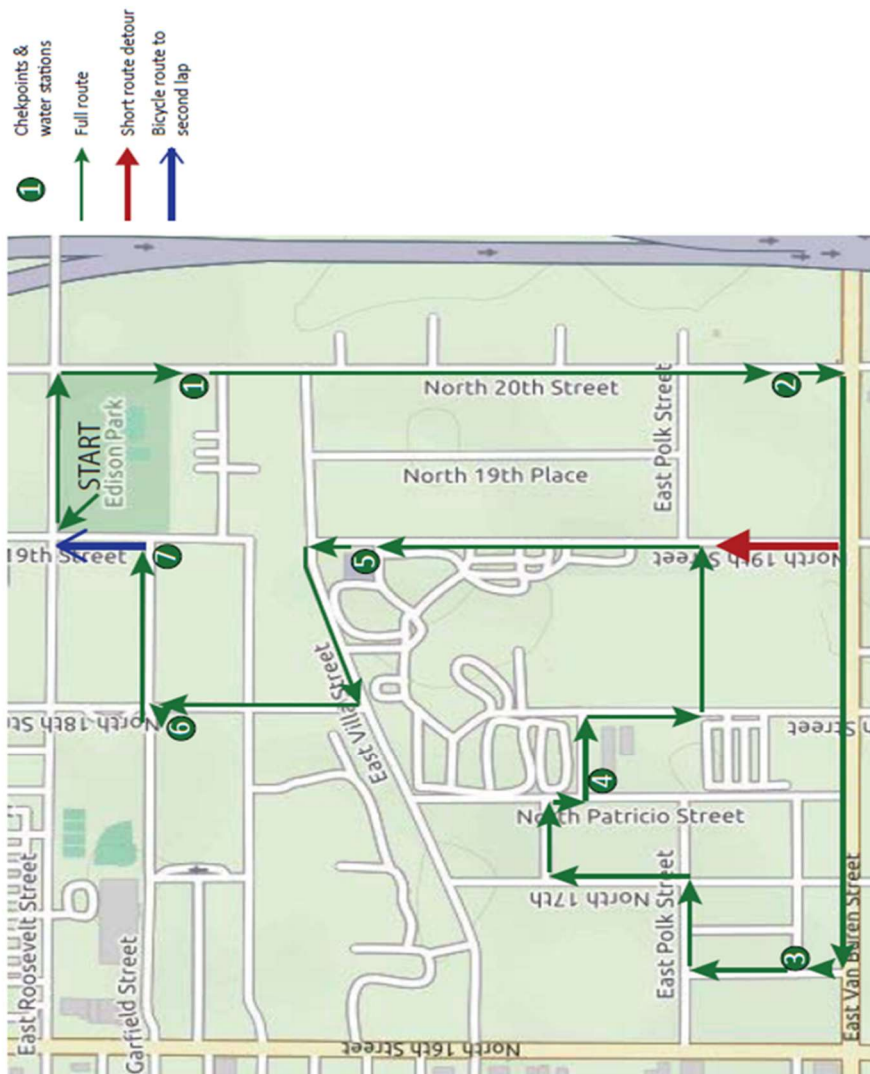 1
Chekpoints &
water stations
Full route
Short route detour
Bicycle route to
second lap
START
Edison Park
19th Street
North 18th St
East Roosevelt Street
Garfield Street
North 16th Street
East Villa Street
North 20th Street
North 19th Place
East Polk Street
North 19th Street
North Patricio Street
North 17th
East Polk Street
East Van Buren Street
Street
1
2
3
4
5
6
7